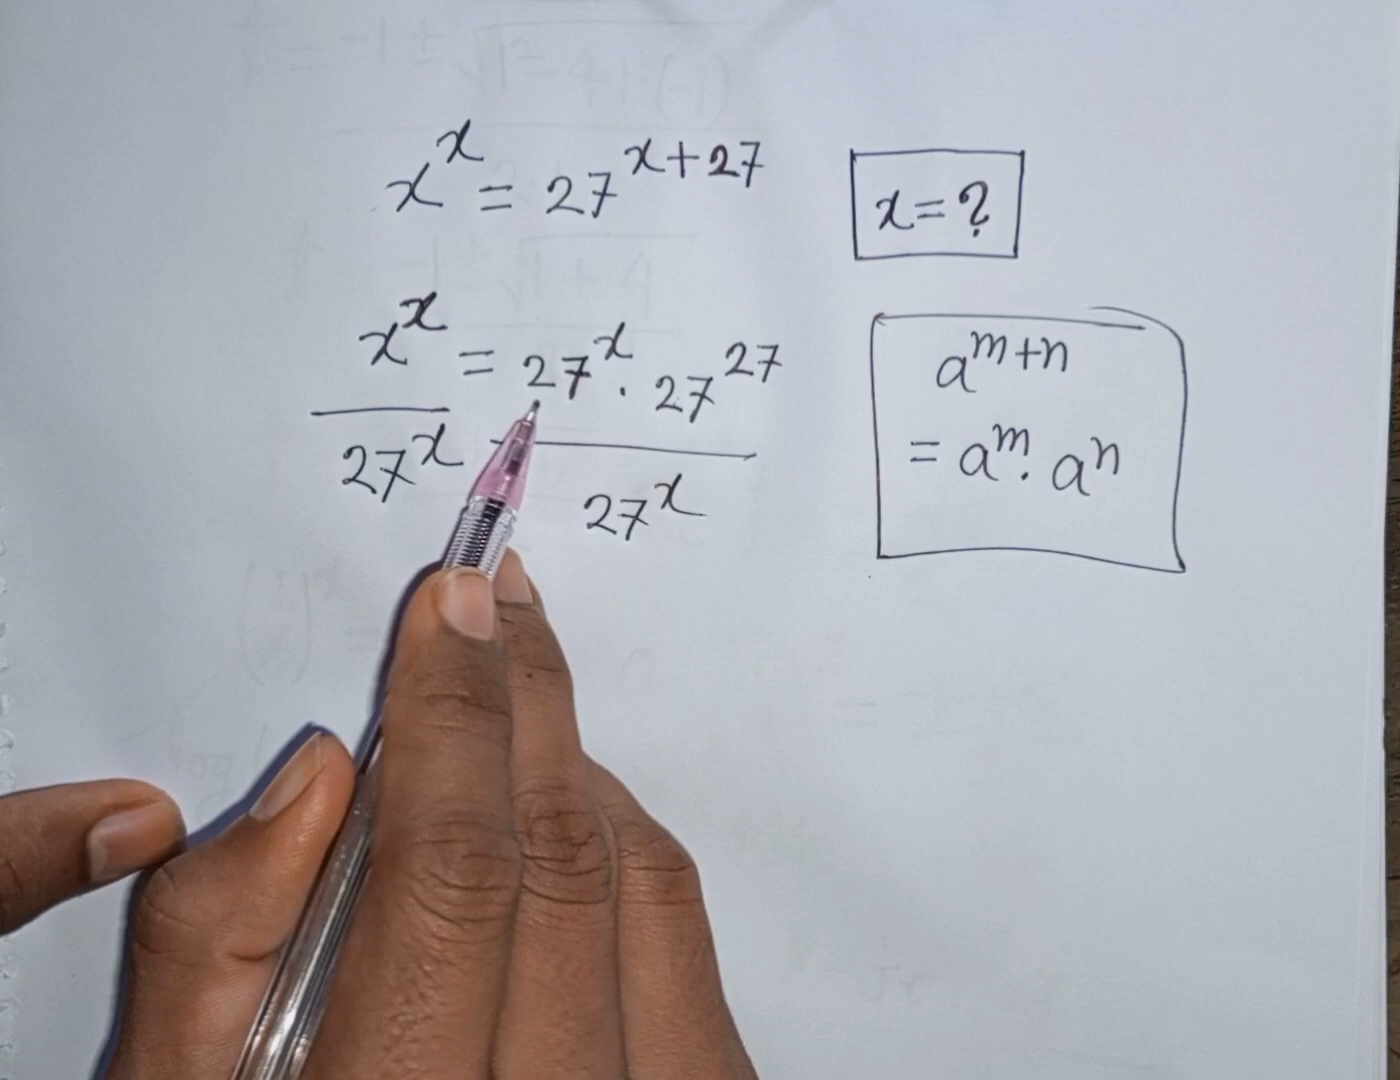 x^x = 27^{x+27}
x = ?
x^x / 27^x = 27^x · 27^{27} / 27^x
a^{m+n}
= a^m · a^n